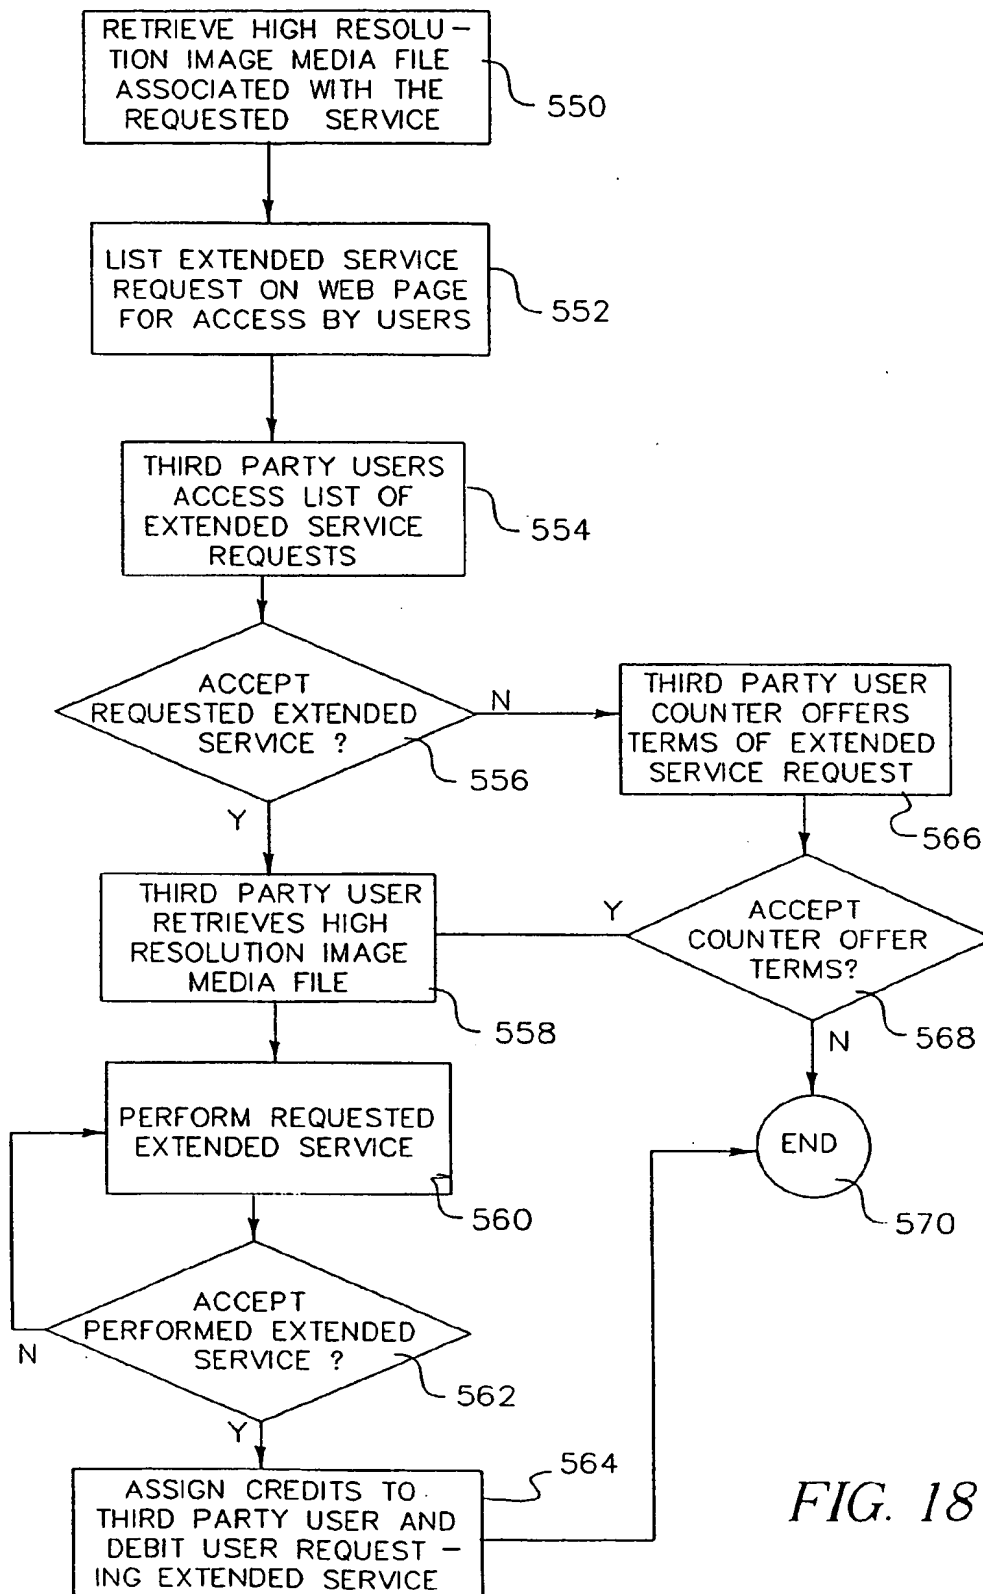 RETRIEVE HIGH RESOLU-
TION IMAGE MEDIA FILE
ASSOCIATED WITH THE
REQUESTED SERVICE
550
LIST EXTENDED SERVICE
REQUEST ON WEB PAGE
FOR ACCESS BY USERS
552
THIRD PARTY USERS
ACCESS LIST OF
EXTENDED SERVICE
REQUESTS
554
ACCEPT
REQUESTED EXTENDED
SERVICE ?
556
N
Y
THIRD PARTY USER
COUNTER OFFERS
TERMS OF EXTENDED
SERVICE REQUEST
566
THIRD PARTY USER
RETRIEVES HIGH
RESOLUTION IMAGE
MEDIA FILE
558
Y
ACCEPT
COUNTER OFFER
TERMS?
568
N
PERFORM REQUESTED
EXTENDED SERVICE
560
END
570
ACCEPT
PERFORMED EXTENDED
SERVICE ?
562
N
Y
ASSIGN CREDITS TO
THIRD PARTY USER AND
DEBIT USER REQUEST -
ING EXTENDED SERVICE
564
FIG. 18